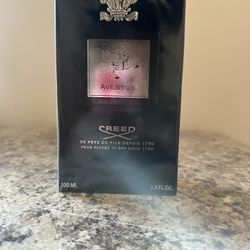 AVENTUS
CREED
DE PÈRE EN FILS DEPUIS 1760
FROM FATHER TO SON SINCE 1760
100 ML 3.3 FL.OZ.